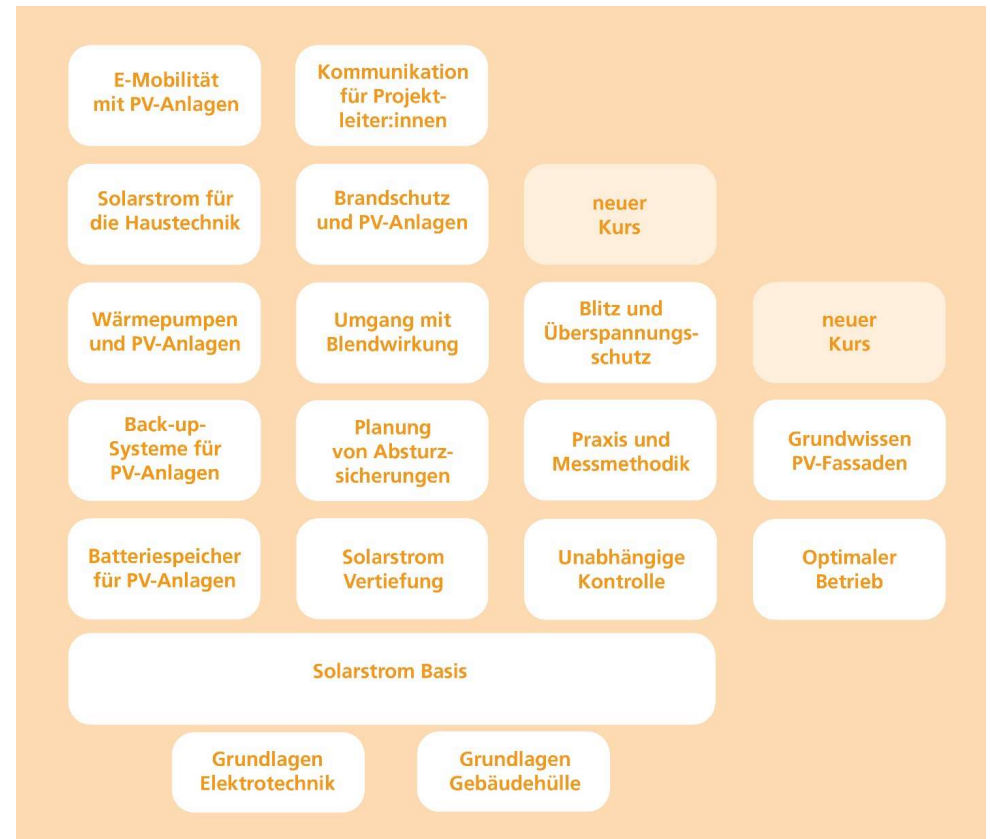 E-Mobilität
mit PV-Anlagen
Kommunikation
für Projekt-
leiter:innen
Solarstrom für
die Haustechnik
Brandschutz
und PV-Anlagen
neuer
Kurs
Wärmepumpen
und PV-Anlagen
Umgang mit
Blendwirkung
Blitz und
Überspannungs-
schutz
neuer
Kurs
Back-up-
Systeme für
PV-Anlagen
Planung
von Absturz-
sicherungen
Praxis und
Messmethodik
Grundwissen
PV-Fassaden
Batteriespeicher
für PV-Anlagen
Solarstrom
Vertiefung
Unabhängige
Kontrolle
Optimaler
Betrieb
Solarstrom Basis
Grundlagen
Elektrotechnik
Grundlagen
Gebäudehülle